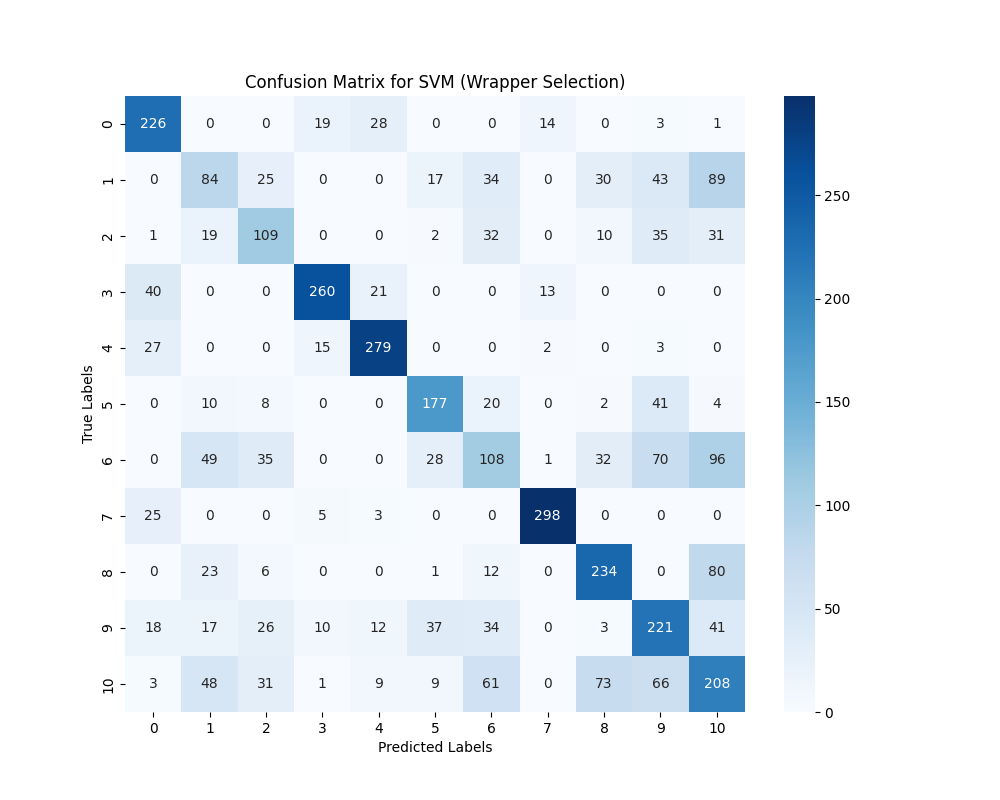 Confusion Matrix for SVM (Wrapper Selection)
True Labels
0 226 0 0 19 28 0 0 14 0 3 1
1 0 84 25 0 0 17 34 0 30 43 89
2 1 19 109 0 0 2 32 0 10 35 31
3 40 0 0 260 21 0 0 13 0 0 0
4 27 0 0 15 279 0 0 2 0 3 0
5 0 10 8 0 0 177 20 0 2 41 4
6 0 49 35 0 0 28 108 1 32 70 96
7 25 0 0 5 3 0 0 298 0 0 0
8 0 23 6 0 0 1 12 0 234 0 80
9 18 17 26 10 12 37 34 0 3 221 41
10 3 48 31 1 9 9 61 0 73 66 208
0 1 2 3 4 5 6 7 8 9 10
Predicted Labels
250
200
150
100
50
0